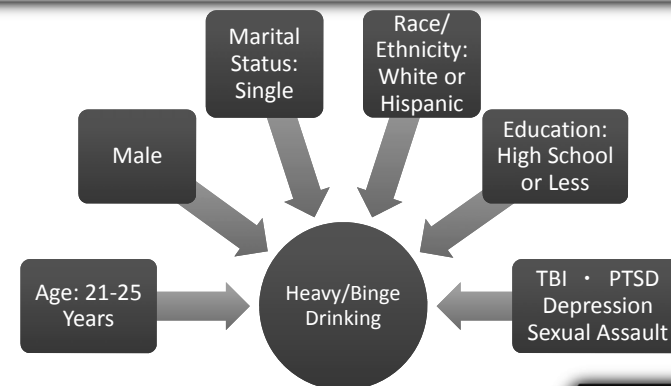 Marital
Status:
Single
Race/
Ethnicity:
White or
Hispanic
Male
Education:
High School
or Less
Age: 21-25
Years
Heavy/Binge
Drinking
TBI · PTSD
Depression
Sexual Assault